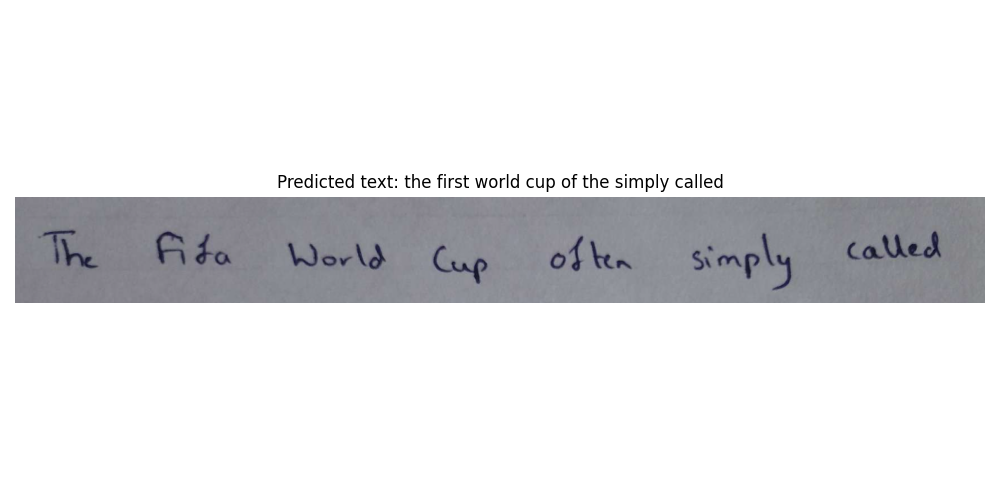 Predicted text: the first world cup of the simply called
The Fifa World Cup often simply called